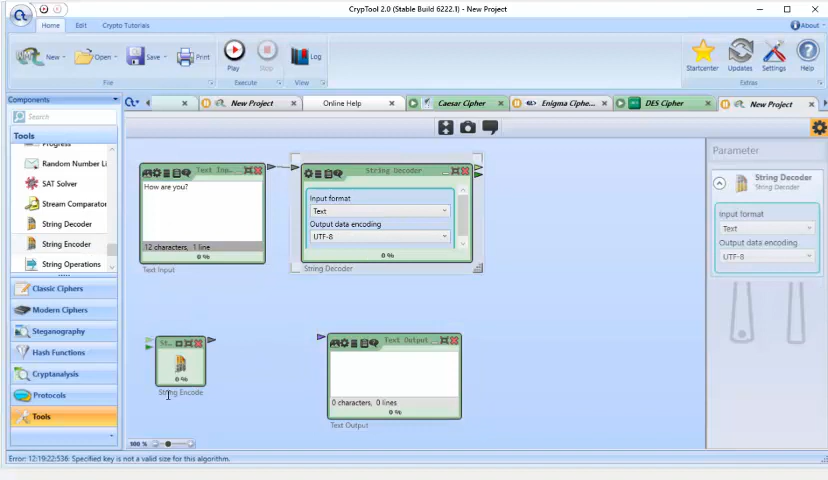 CrypTool 2.0 (Stable Build 6222.1) - New Project
Home Edit Crypto Tutorials About
New Open Save Print Play Stop Log Startcenter Updates Settings Help
File Execute View Extras
Components
New Project Online Help Caesar Cipher Enigma Ciphe... DES Cipher New Project
Search
Tools
Progress
Random Number Li
SAT Solver
Stream Comparator
String Decoder
String Encoder
String Operations
Classic Ciphers
Modern Ciphers
Steganography
Hash Functions
Cryptanalysis
Protocols
Tools
Text Inp...
How are you?
12 characters, 1 line
0 %
Text Input
String Decoder
Input format
Text
Output data encoding
UTF-8
0 %
String Decoder
St...
0 %
String Encode
Text Output
0 characters, 0 lines
0 %
Text Output
100 %
Parameter
String Decoder
String Decoder
Input format
Text
Output data encoding
UTF-8
Error: 12:19:22:536: Specified key is not a valid size for this algorithm.